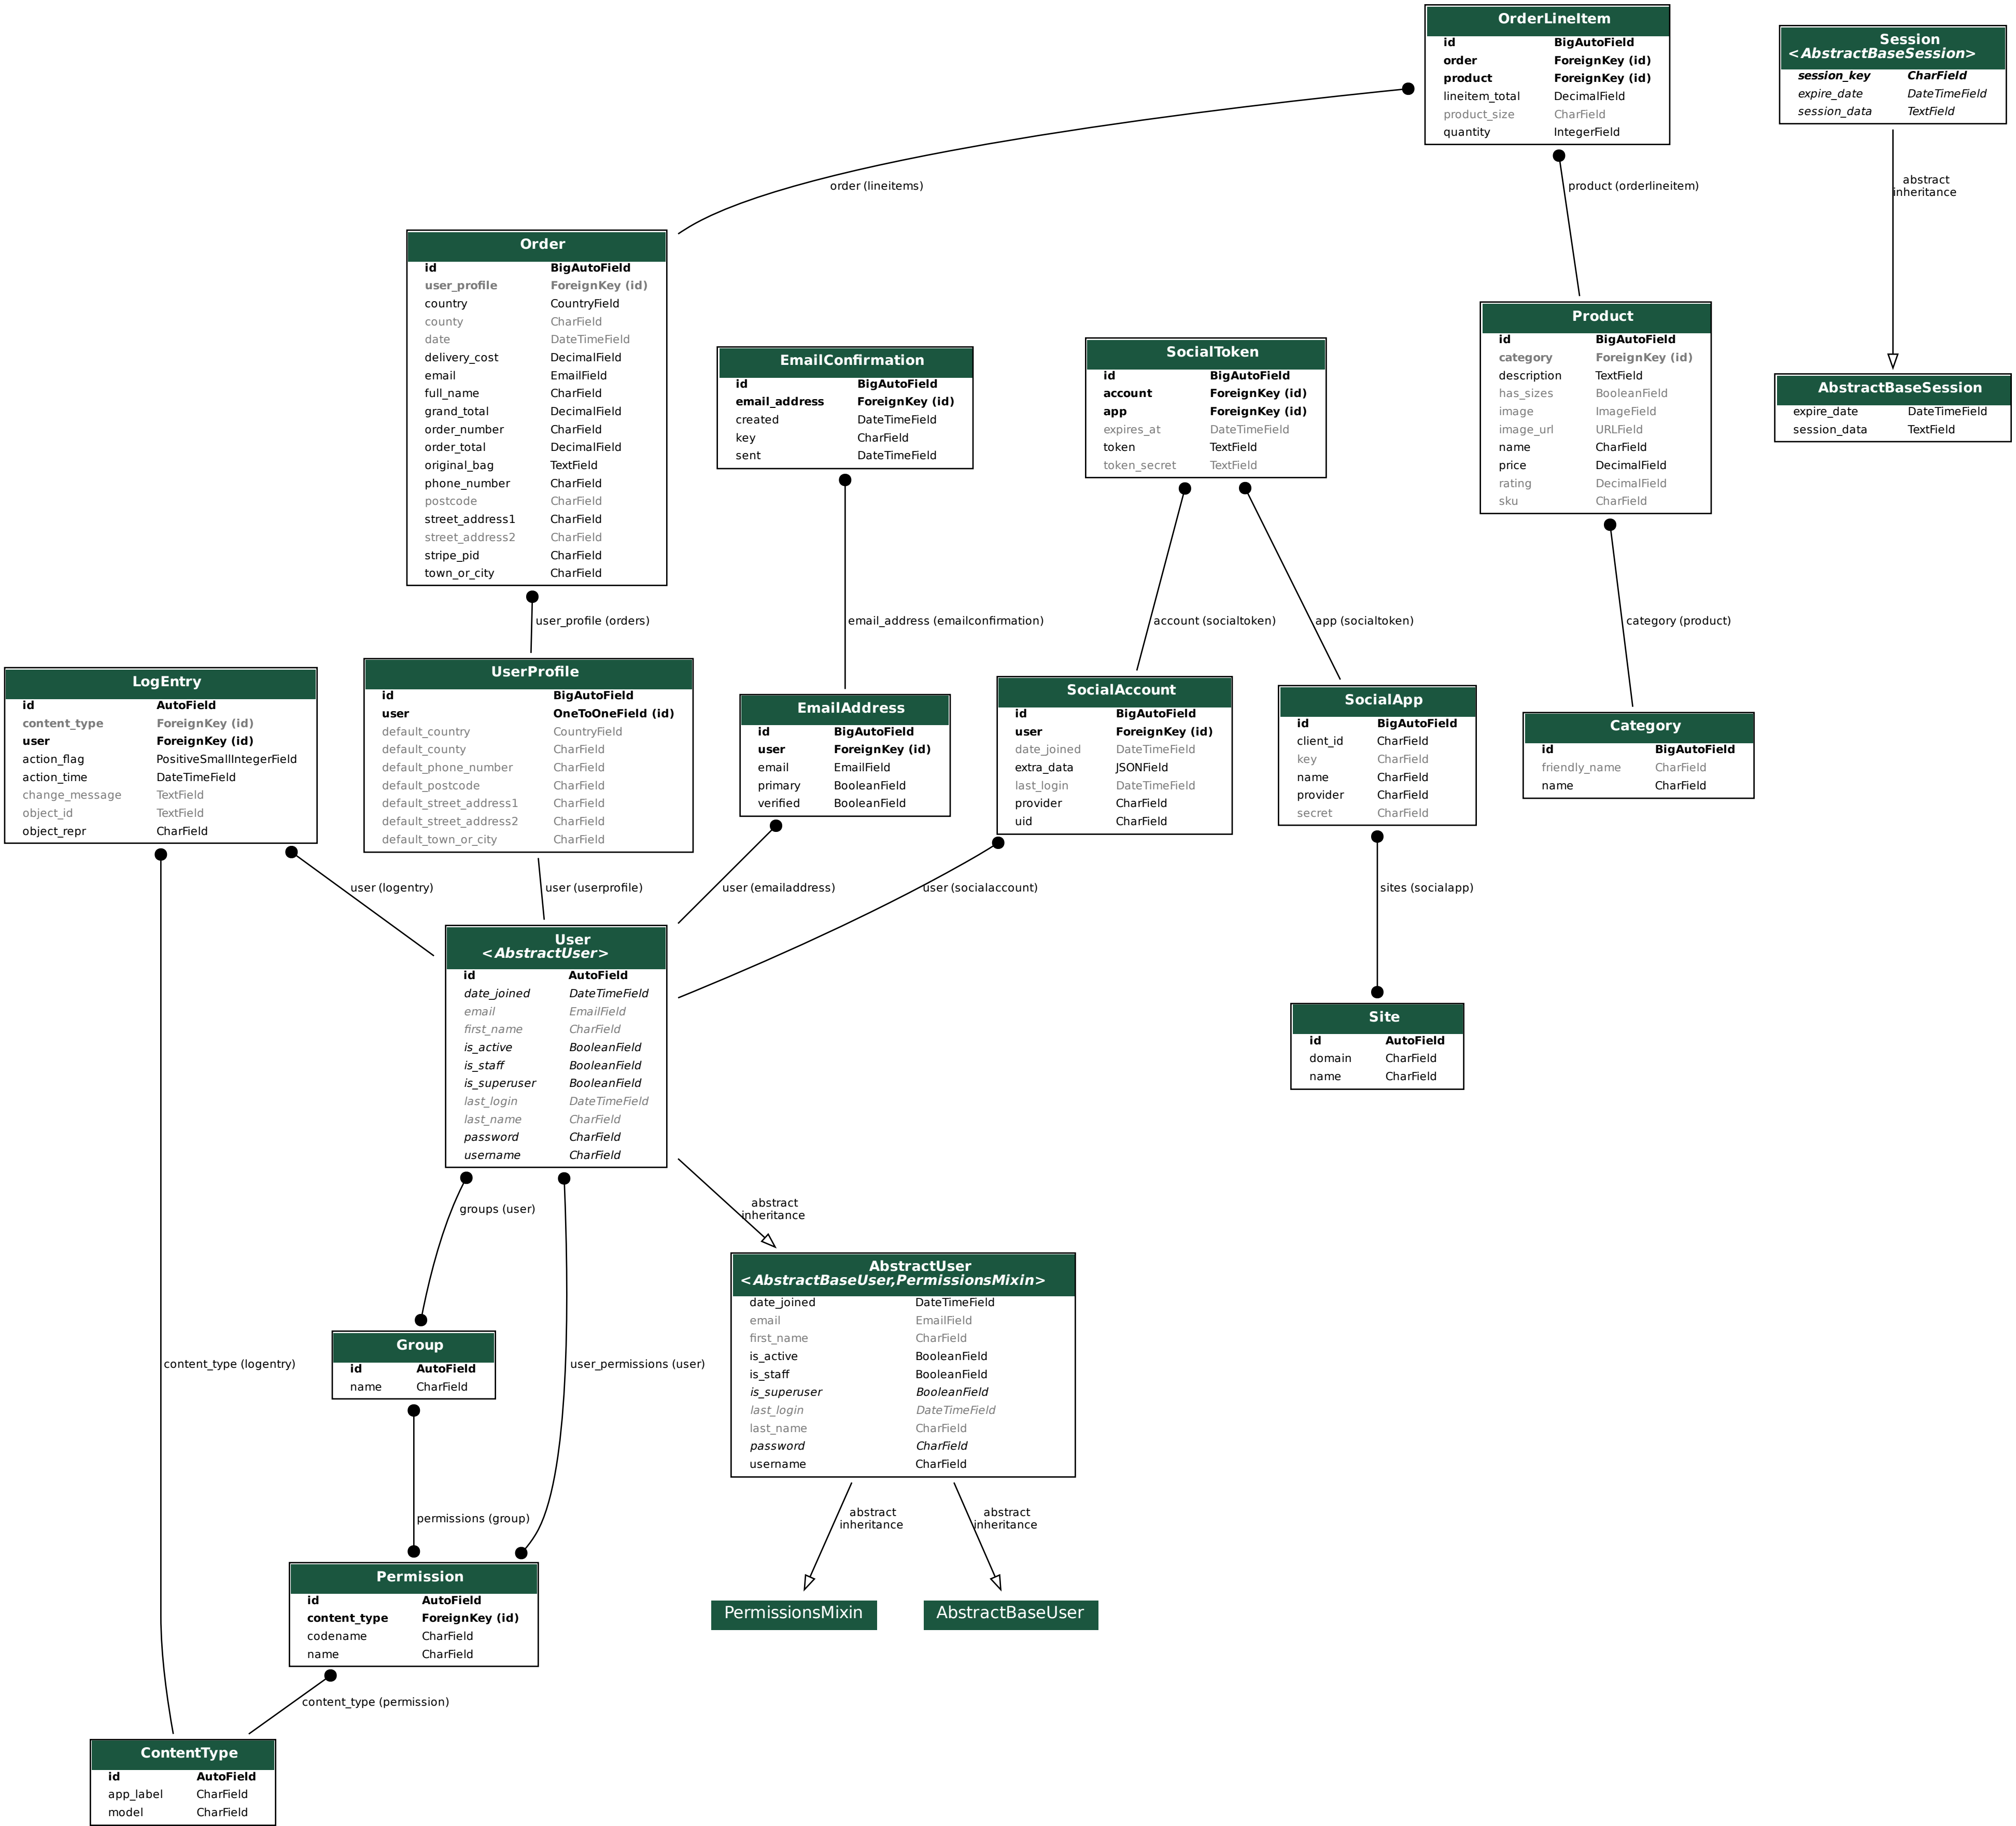 OrderLineItem
id BigAutoField
order ForeignKey (id)
product ForeignKey (id)
lineitem_total DecimalField
product_size CharField
quantity IntegerField
Session
<AbstractBaseSession>
session_key CharField
expire_date DateTimeField
session_data TextField
order (lineitems)
product (orderlineitem)
abstract
inheritance
Order
id BigAutoField
user_profile ForeignKey (id)
country CountryField
county CharField
date DateTimeField
delivery_cost DecimalField
email EmailField
full_name CharField
grand_total DecimalField
order_number CharField
order_total DecimalField
original_bag TextField
phone_number CharField
postcode CharField
street_address1 CharField
street_address2 CharField
stripe_pid CharField
town_or_city CharField
EmailConfirmation
id BigAutoField
email_address ForeignKey (id)
created DateTimeField
key CharField
sent DateTimeField
SocialToken
id BigAutoField
account ForeignKey (id)
app ForeignKey (id)
expires_at DateTimeField
token TextField
token_secret TextField
Product
id BigAutoField
category ForeignKey (id)
description TextField
has_sizes BooleanField
image ImageField
image_url URLField
name CharField
price DecimalField
rating DecimalField
sku CharField
AbstractBaseSession
expire_date DateTimeField
session_data TextField
user_profile (orders)
email_address (emailconfirmation)
account (socialtoken)
app (socialtoken)
category (product)
LogEntry
id AutoField
content_type ForeignKey (id)
user ForeignKey (id)
action_flag PositiveSmallIntegerField
action_time DateTimeField
change_message TextField
object_id TextField
object_repr CharField
UserProfile
id BigAutoField
user OneToOneField (id)
default_country CountryField
default_county CharField
default_phone_number CharField
default_postcode CharField
default_street_address1 CharField
default_street_address2 CharField
default_town_or_city CharField
EmailAddress
id BigAutoField
user ForeignKey (id)
email EmailField
primary BooleanField
verified BooleanField
SocialAccount
id BigAutoField
user ForeignKey (id)
date_joined DateTimeField
extra_data JSONField
last_login DateTimeField
provider CharField
uid CharField
SocialApp
id BigAutoField
client_id CharField
key CharField
name CharField
provider CharField
secret CharField
Category
id BigAutoField
friendly_name CharField
name CharField
user (logentry)
user (userprofile)
user (emailaddress)
user (socialaccount)
sites (socialapp)
User
<AbstractUser>
id AutoField
date_joined DateTimeField
email EmailField
first_name CharField
is_active BooleanField
is_staff BooleanField
is_superuser BooleanField
last_login DateTimeField
last_name CharField
password CharField
username CharField
Site
id AutoField
domain CharField
name CharField
groups (user)
abstract
inheritance
AbstractUser
<AbstractBaseUser,PermissionsMixin>
date_joined DateTimeField
email EmailField
first_name CharField
is_active BooleanField
is_staff BooleanField
is_superuser BooleanField
last_login DateTimeField
last_name CharField
password CharField
username CharField
Group
id AutoField
name CharField
content_type (logentry)
user_permissions (user)
permissions (group)
abstract
inheritance
abstract
inheritance
Permission
id AutoField
content_type ForeignKey (id)
codename CharField
name CharField
PermissionsMixin
AbstractBaseUser
content_type (permission)
ContentType
id AutoField
app_label CharField
model CharField